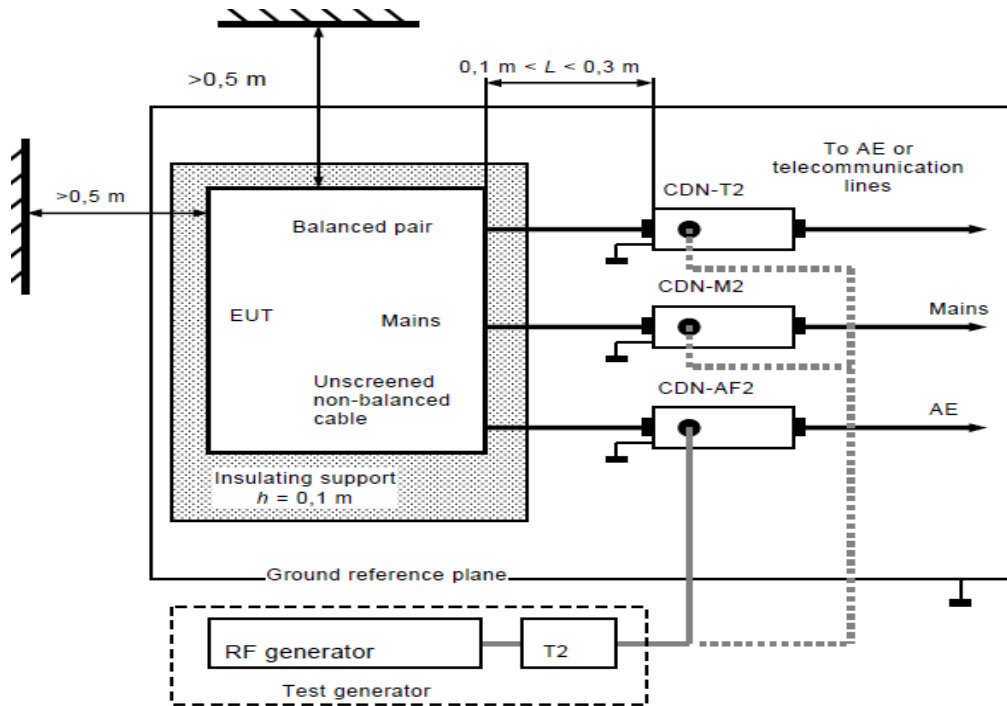 >0,5 m
0,1 m < L < 0,3 m
To AE or
telecommunication
lines
>0,5 m
CDN-T2
Balanced pair
CDN-M2
EUT
Mains
Mains
Unscreened
non-balanced
cable
CDN-AF2
AE
Insulating support
h = 0,1 m
Ground reference plane
RF generator
T2
Test generator